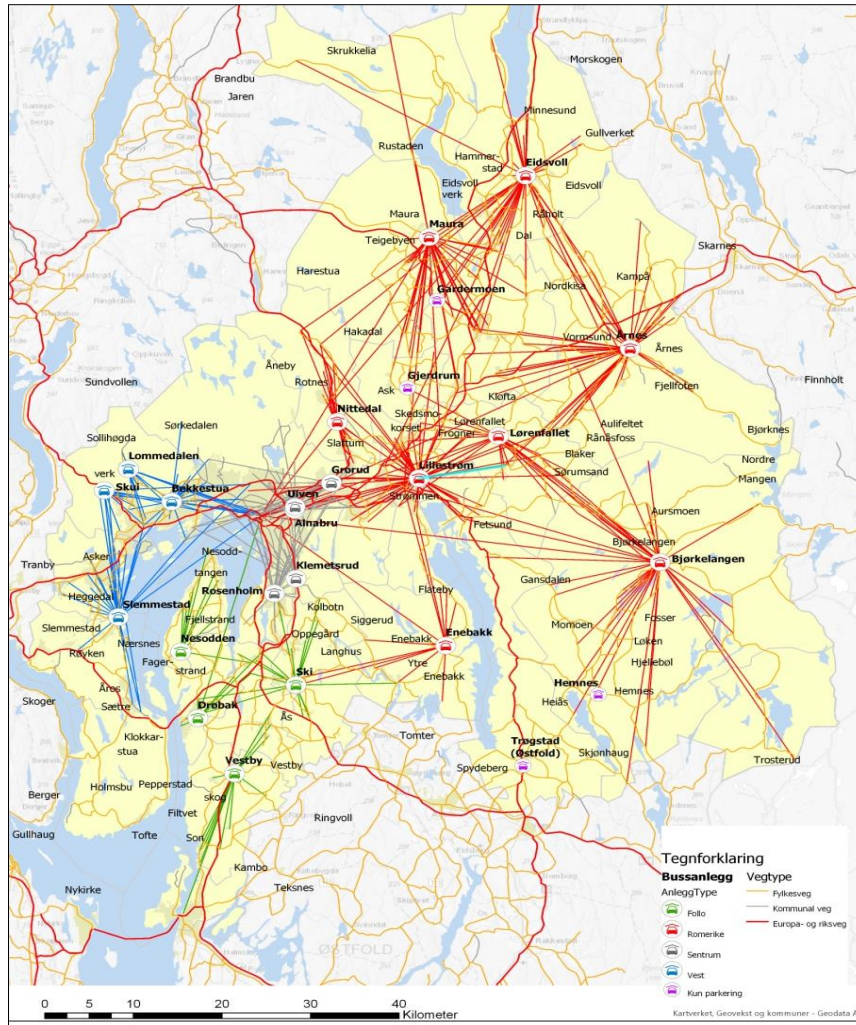 Skrukkelia
Morskogen
Brandbu
Jaren
Minnesund
Gullverket
Rustaden
Hammer-
stad
Eidsvoll
Eidsvoll
verk
Eidsvoll
Maura
Råholt
Maura
Teigebyen
Dal
Skarnes
Gardermoen
Harestua
Nordkisa
Kampå
Hakadal
Vormsund
Årnes
Årnes
Åneby
Gjerdrum
Ask
Kløfta
Fjellfoten
Finnholt
Sundvollen
Rotnes
Nittedal
Skedsmo-
korset
Lørenfallet
Frogner
Lørenfallet
Aulifeltet
Rånåsfoss
Bjørknes
Sørkedalen
Sollihøgda
Slattum
Blaker
Nordre
Lommedalen
Grorud
Lillestrøm
Sørumsand
Mangen
verk
Skui
Bekkestua
Ulven
Strømmen
Alnabru
Fetsund
Aursmoen
Asker
Nesodd-
tangen
Bjørkelangen
Bjørkelangen
Tranby
Klemetsrud
Gansdalen
Heggedal
Rosenholm
Flateby
Slemmestad
Kolbotn
Siggerud
Fosser
Slemmestad
Fjellstrand
Oppegård
Momoen
Nærsnes
Nesodden
Langhus
Enebakk
Enebakk
Løken
Røyken
Fager-
strand
Ytre
Hjellebøl
Enebakk
Ski
Hemnes
Hemnes
Åros
Skoger
Sætre
Drøbak
Heiås
Ås
Klokkar-
stua
Tomter
Trøgstad
(Østfold)
Skjønhaug
Trosterud
Vestby
Vestby
Spydeberg
Holmsbu
Pepperstad
skog
Berger
Filtvet
Ringvoll
Gullhaug
Tofte
Son
Kambo
Teksnes
Nykirke
ØSTFOLD
Tegnforklaring
Bussanlegg
AnleggType
Follo
Romerike
Sentrum
Vest
Kun parkering
Vegtype
Fylkesveg
Kommunal veg
Europa- og riksveg
0 5 10 20 30 40
Kilometer
Kartverket, Geovekst og kommuner - Geodata A